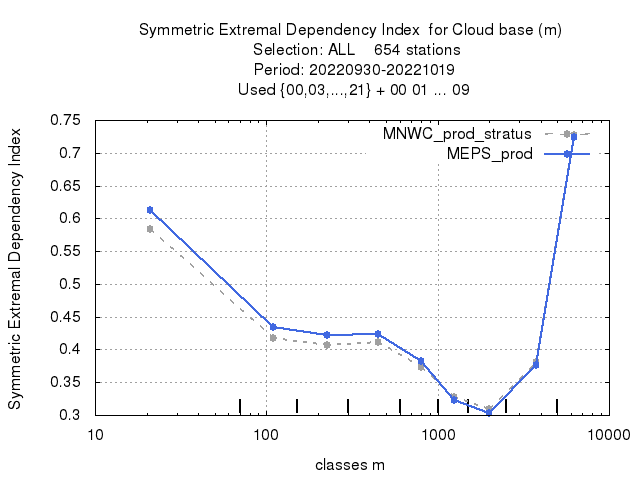 Symmetric Extremal Dependency Index  for Cloud base (m)
Selection: ALL    654 stations
Period: 20220930-20221019
Used {00,03,...,21} + 00 01 ... 09
Symmetric Extremal Dependency Index
0.75
0.7
0.65
0.6
0.55
0.5
0.45
0.4
0.35
0.3
MNWC_prod_stratus
MEPS_prod
10
100
1000
10000
classes m